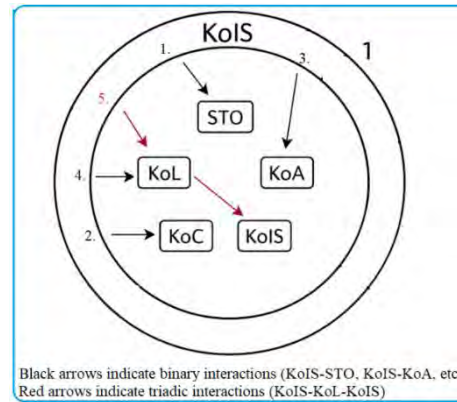 KoIS
1
1.
3.
STO
5.
4.
KoL
KoA
2.
KoC
KoIS
Black arrows indicate binary interactions (KoIS-STO, KoIS-KoA, etc
Red arrows indicate triadic interactions (KoIS-KoL-KoIS)